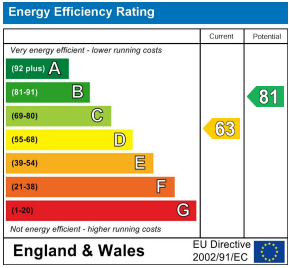 Energy Efficiency Rating
Current
Potential
Very energy efficient - lower running costs
(92 plus) A
(81-91) B
81
(69-80) C
(55-68) D
63
(39-54) E
(21-38) F
(1-20) G
Not energy efficient - higher running costs
England & Wales
EU Directive
2002/91/EC